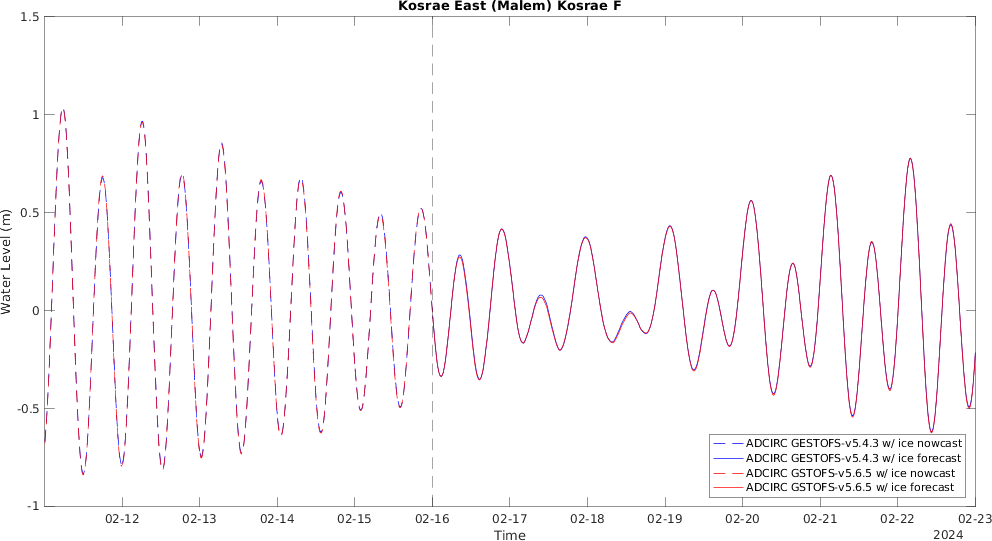 Kosrae East (Malem) Kosrae F
Water Level (m)
1.5
1
0.5
0
-0.5
-1
ADCIRC GESTOFS-v5.4.3 w/ ice nowcast
ADCIRC GESTOFS-v5.4.3 w/ ice forecast
ADCIRC GSTOFS-v5.6.5 w/ ice nowcast
ADCIRC GSTOFS-v5.6.5 w/ ice forecast
02-12 02-13 02-14 02-15 02-16 02-17 02-18 02-19 02-20 02-21 02-22 02-23
Time
2024